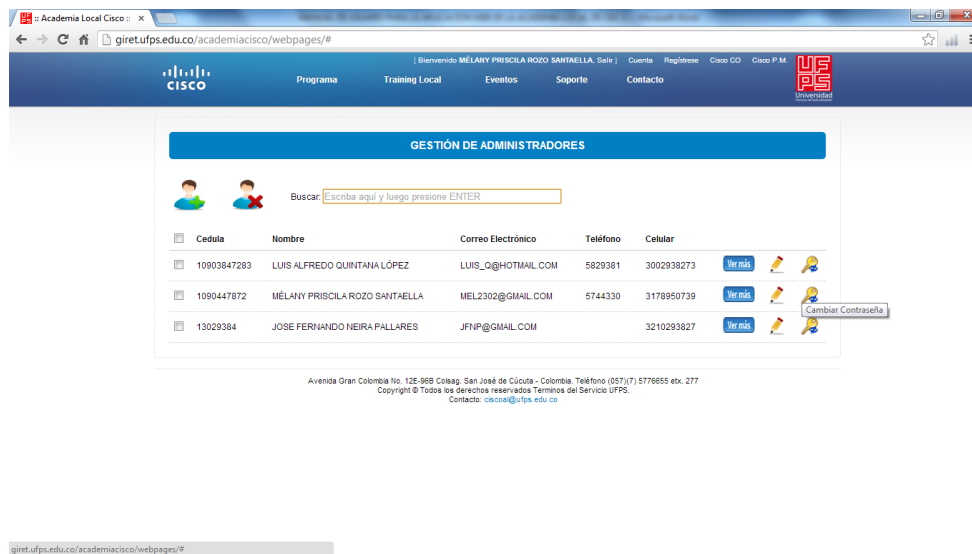 :: Academia Local Cisco ::
giret.ufps.edu.co/academiacisco/webpages/#
[ Bienvenido MÉLANY PRISCILA ROZO SANTAELLA, Salir ] Cuenta Regístrese Cisco CO Cisco P.M.
CISCO
Programa Training Local Eventos Soporte Contacto
UFPS
Universidad
GESTIÓN DE ADMINISTRADORES
Buscar: Escriba aquí y luego presione ENTER
Cedula Nombre Correo Electrónico Teléfono Celular
10903847283 LUIS ALFREDO QUINTANA LÓPEZ LUIS_Q@HOTMAIL.COM 5829381 3002938273 Ver más
1090447872 MÉLANY PRISCILA ROZO SANTAELLA MEL2302@GMAIL.COM 5744330 3178950739 Ver más
Cambiar Contraseña
13029384 JOSE FERNANDO NEIRA PALLARES JFNP@GMAIL.COM 3210293827 Ver más
Avenida Gran Colombia No. 12E-96B Colsag. San José de Cúcuta - Colombia. Teléfono (057)(7) 5776655 etx. 277
Copyright © Todos los derechos reservados Terminos del Servicio UFPS.
Contacto: ciscoal@ufps.edu.co
giret.ufps.edu.co/academiacisco/webpages/#